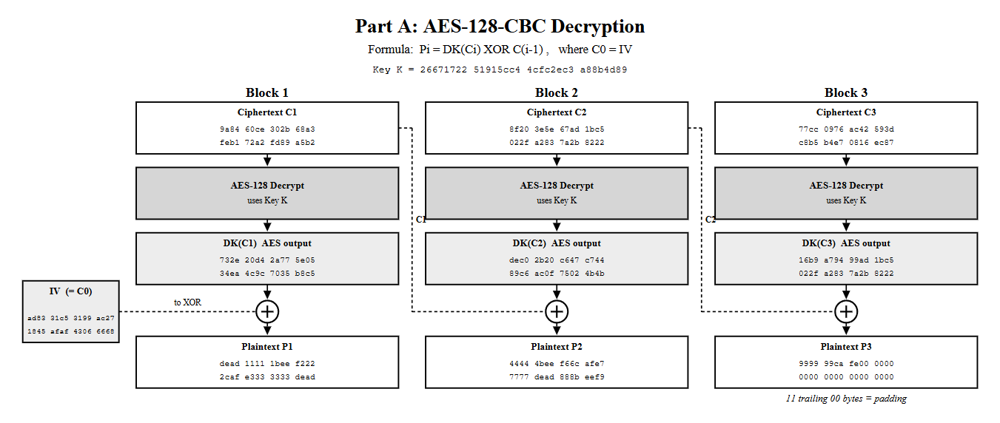 Part A: AES-128-CBC Decryption
Formula:  Pi = DK(Ci) XOR C(i-1) ,   where C0 = IV
Key K = 26671722 51915cc4 4cfc2ec3 a88b4d89
Block 1
Ciphertext C1
9a84 60ce 302b 68a3
feb1 72a2 fd89 a5b2
AES-128 Decrypt
uses Key K
DK(C1)  AES output
732e 20d4 2a77 5e05
34ea 4c9c 7035 b8c5
IV  (= C0)
ad83 31c5 3199 ac27
1845 afaf 4306 6668
to XOR
Plaintext P1
dead 1111 1bee f222
2caf e333 3333 dead
C1
Block 2
Ciphertext C2
8f20 3e5e 67ad 1bc5
022f a283 7a2b 8222
AES-128 Decrypt
uses Key K
DK(C2)  AES output
dec0 2b20 c647 c744
89c6 ac0f 7502 4b4b
Plaintext P2
4444 4bee f66c afe7
7777 dead 888b eef9
C2
Block 3
Ciphertext C3
77cc 0976 ac42 593d
c8b5 b4e7 0816 ec87
AES-128 Decrypt
uses Key K
DK(C3)  AES output
16b9 a794 99ad 1bc5
022f a283 7a2b 8222
Plaintext P3
9999 99ca fe00 0000
0000 0000 0000 0000
11 trailing 00 bytes = padding